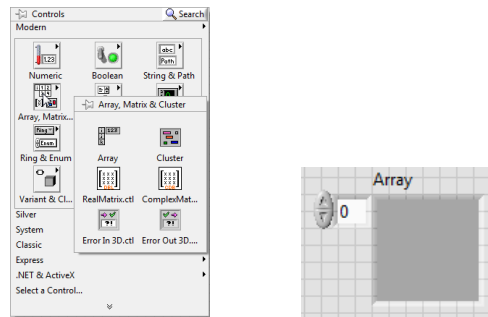 Controls
Search
Modern
Numeric
Boolean
String & Path
Array, Matrix...
Array, Matrix & Cluster
Ring & Enum
Array
Cluster
Variant & Cl...
RealMatrix.ctl
ComplexMat...
Error In 3D.ctl
Error Out 3D....
Silver
System
Classic
Express
.NET & ActiveX
Select a Control...
Array
0